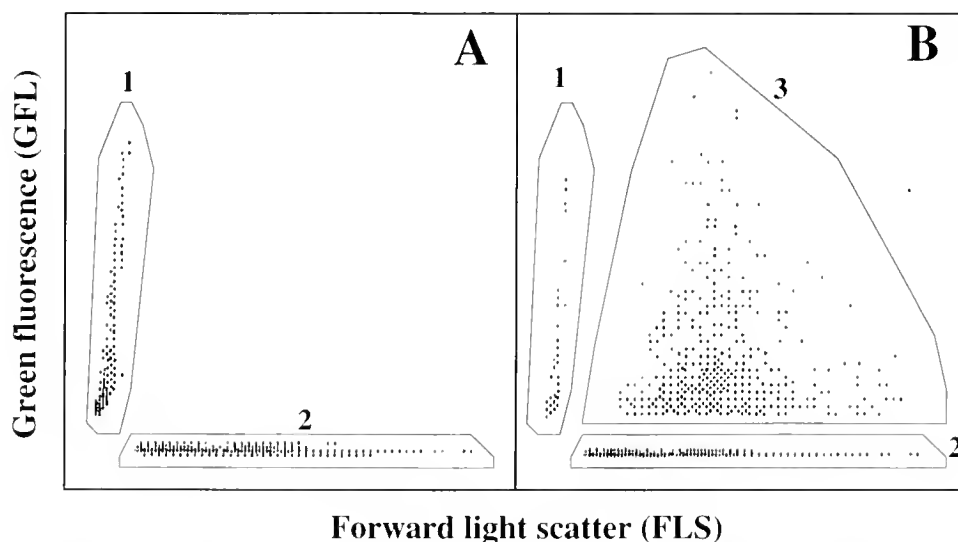 A
B
1
1
3
2
2
Green fluorescence (GFL)
Forward light scatter (FLS)